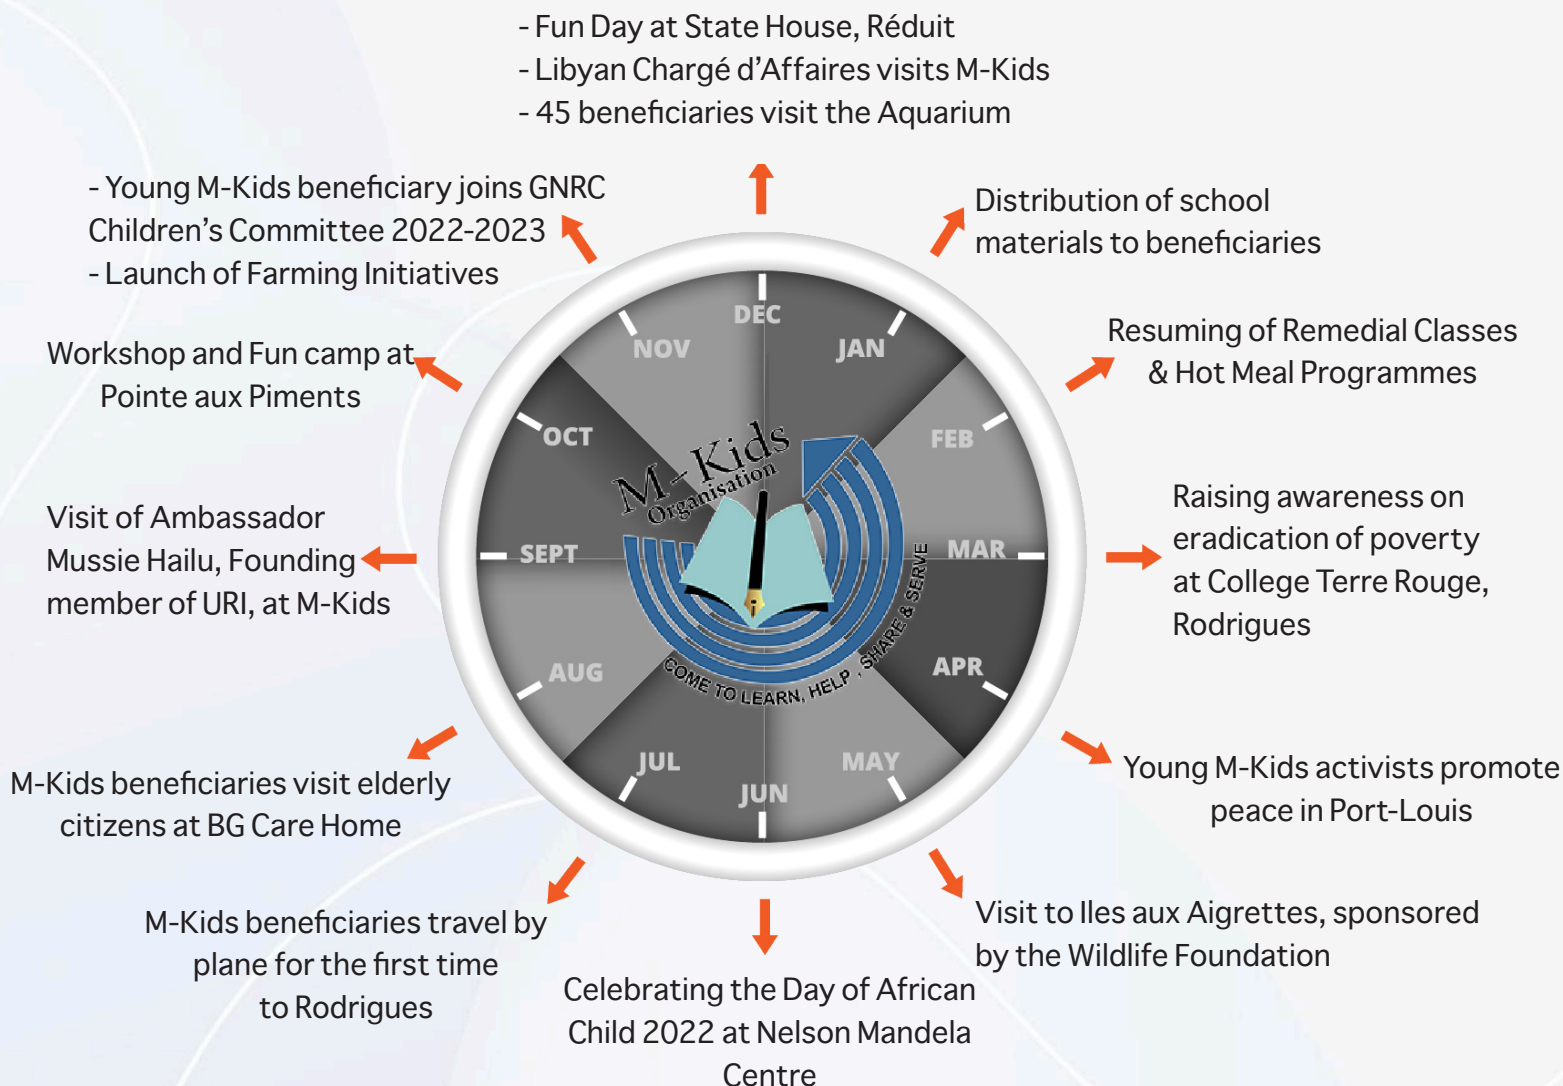 - Fun Day at State House, Réduit
- Libyan Chargé d’Affaires visits M-Kids
- 45 beneficiaries visit the Aquarium
- Young M-Kids beneficiary joins GNRC
Children’s Committee 2022-2023
- Launch of Farming Initiatives
Distribution of school
materials to beneficiaries
Resuming of Remedial Classes
& Hot Meal Programmes
Workshop and Fun camp at
Pointe aux Piments
Raising awareness on
eradication of poverty
at College Terre Rouge,
Rodrigues
Visit of Ambassador
Mussie Hailu, Founding
member of URI, at M-Kids
Young M-Kids activists promote
peace in Port-Louis
M-Kids beneficiaries visit elderly
citizens at BG Care Home
Visit to Iles aux Aigrettes, sponsored
by the Wildlife Foundation
M-Kids beneficiaries travel by
plane for the first time
to Rodrigues
Celebrating the Day of African
Child 2022 at Nelson Mandela
Centre
DEC
JAN
FEB
MAR
APR
MAY
JUN
JUL
AUG
SEPT
OCT
NOV
M-Kids
Organisation
COME TO LEARN, HELP , SHARE & SERVE